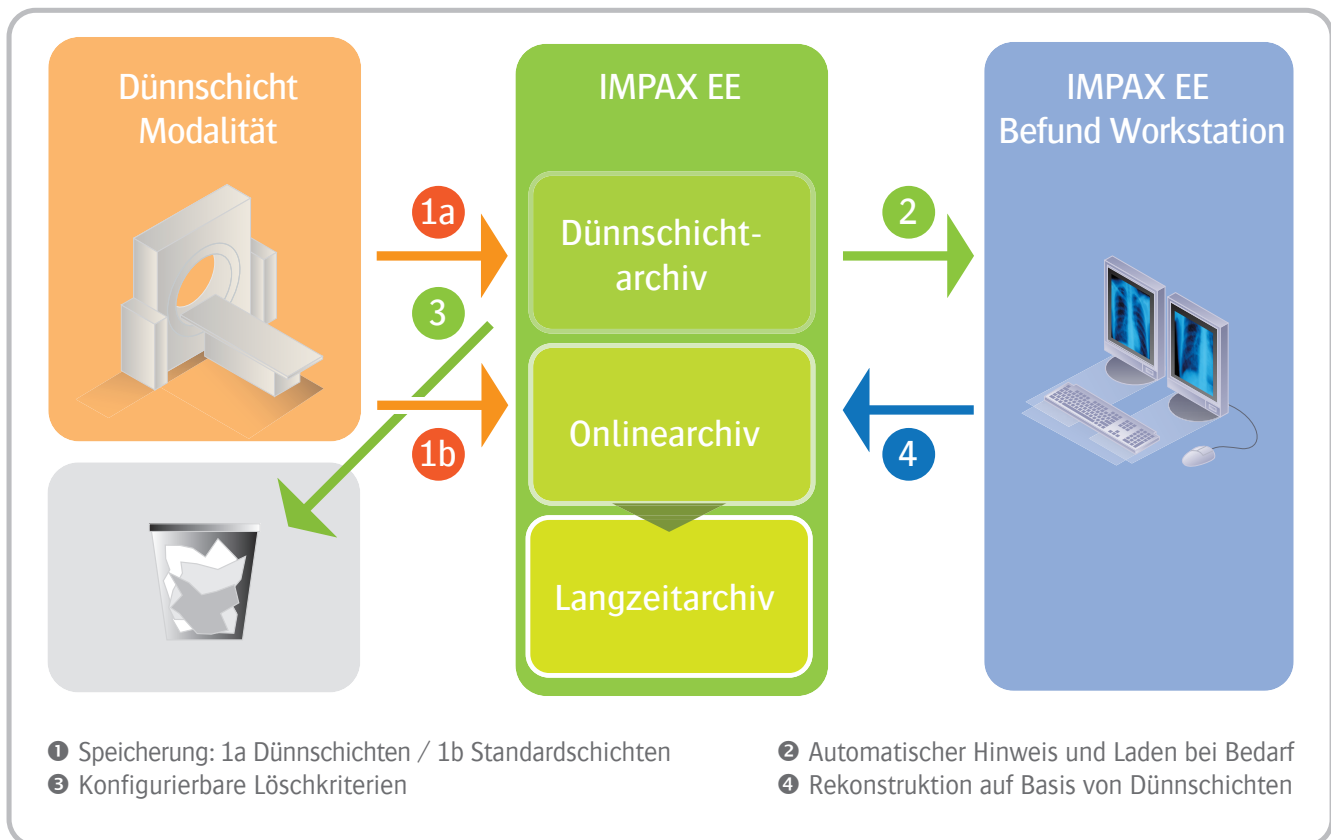 Dünnschicht
Modalität
IMPAX EE
IMPAX EE
Befund Workstation
1a
Dünnschicht-
archiv
2
3
1b
Onlinearchiv
4
Langzeitarchiv
❶ Speicherung: 1a Dünnschichten / 1b Standardschichten
❷ Automatischer Hinweis und Laden bei Bedarf
❸ Konfigurierbare Löschkriterien
❹ Rekonstruktion auf Basis von Dünnschichten